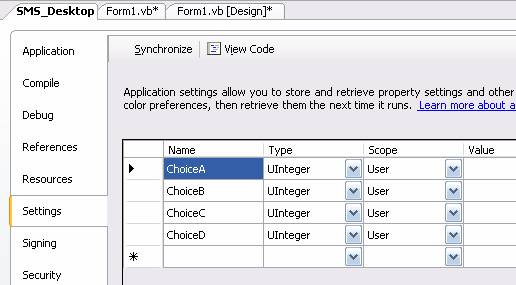 SMS_Desktop Form1.vb* Form1.vb [Design]*
Application
Compile
Debug
References
Resources
Settings
Signing
Security
Synchronize View Code
Application settings allow you to store and retrieve property settings and other
color preferences, then retrieve them the next time it runs. Learn more about a
Name Type Scope Value
ChoiceA UInteger User
ChoiceB UInteger User
ChoiceC UInteger User
ChoiceD UInteger User
*